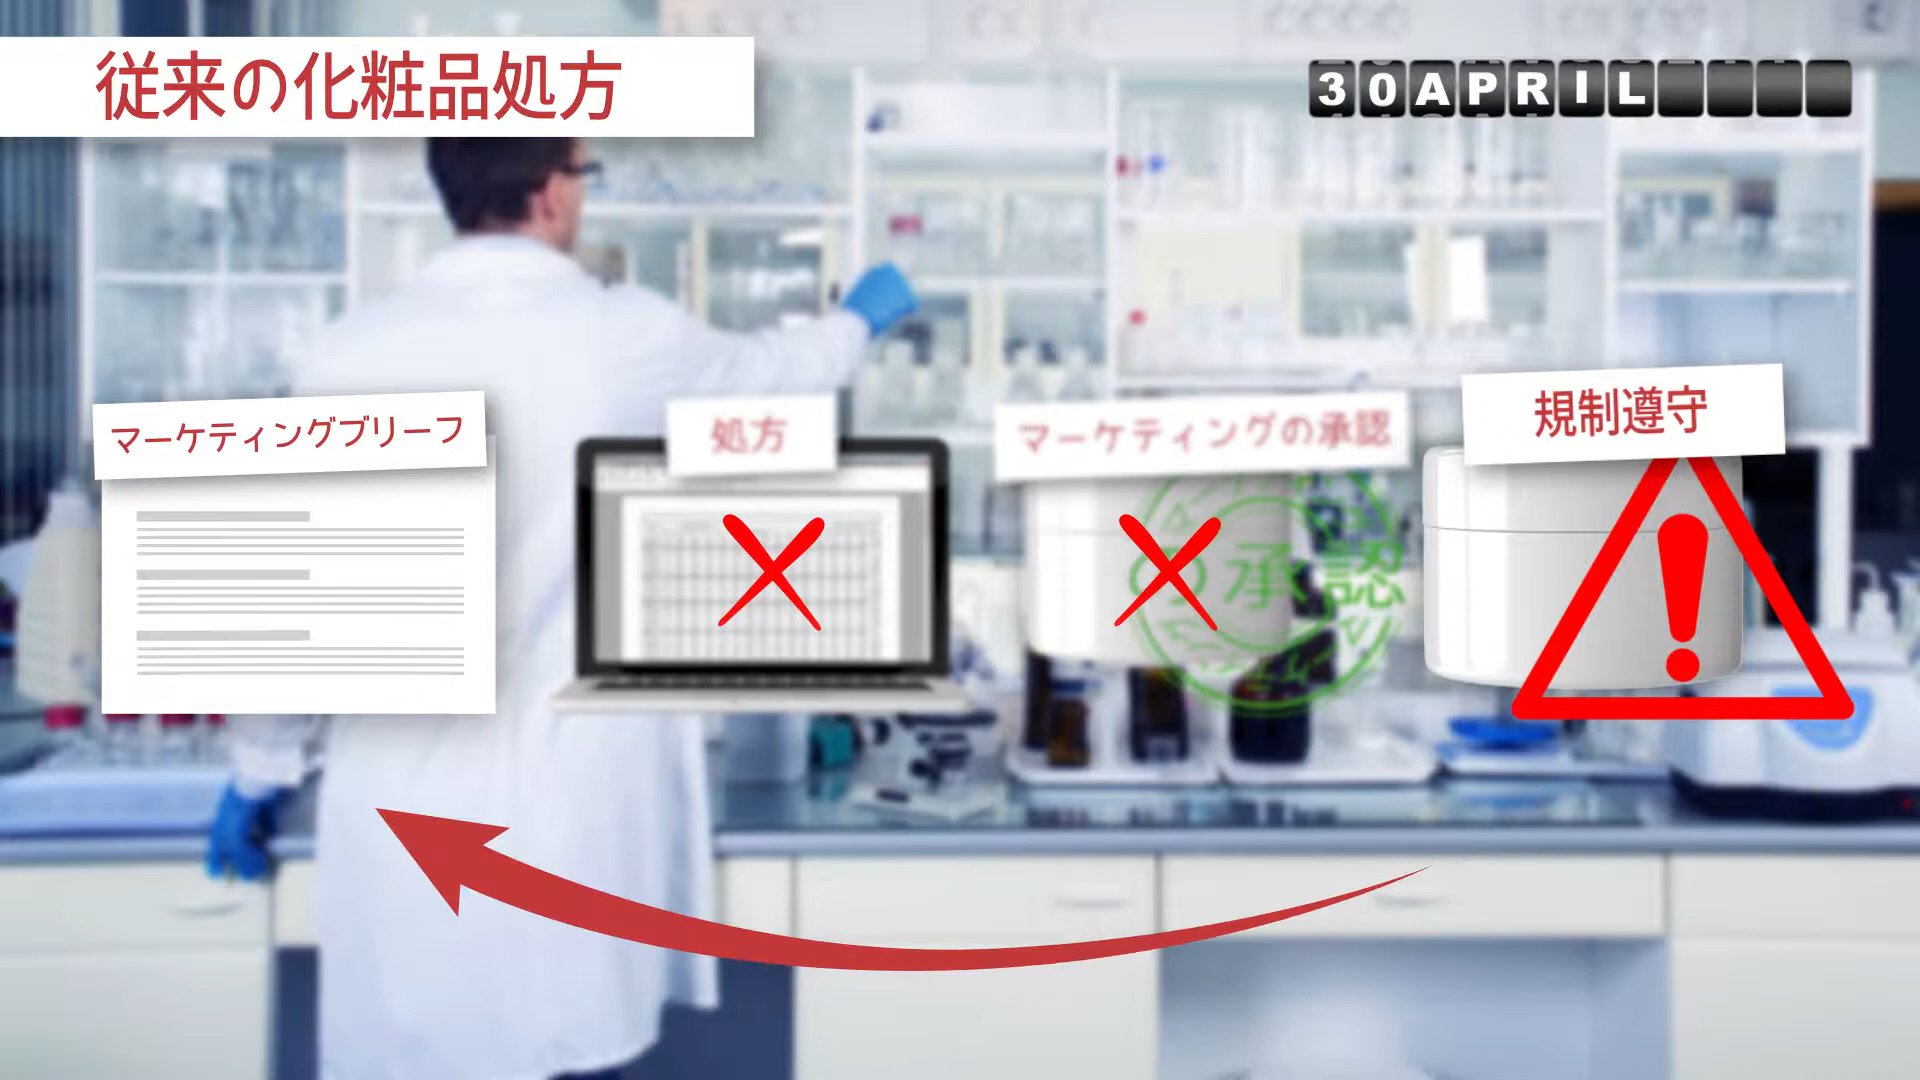 従来の化粧品処方
30APRIL
マーケティングブリーフ
処方
マーケティングの承認
規制遵守
承認